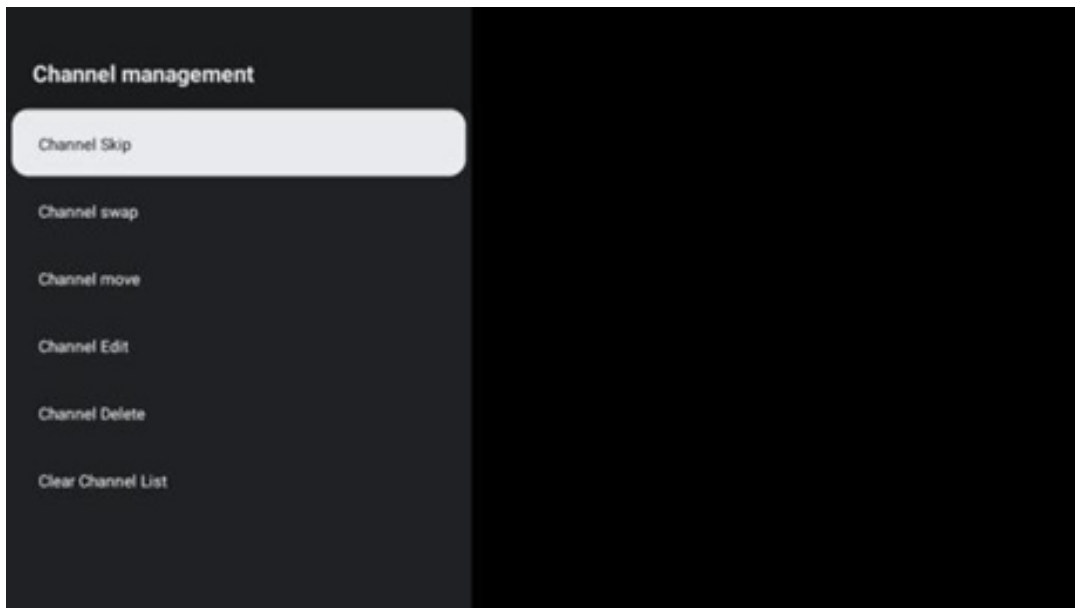 Channel management
Channel Skip
Channel swap
Channel move
Channel Edit
Channel Delete
Clear Channel List